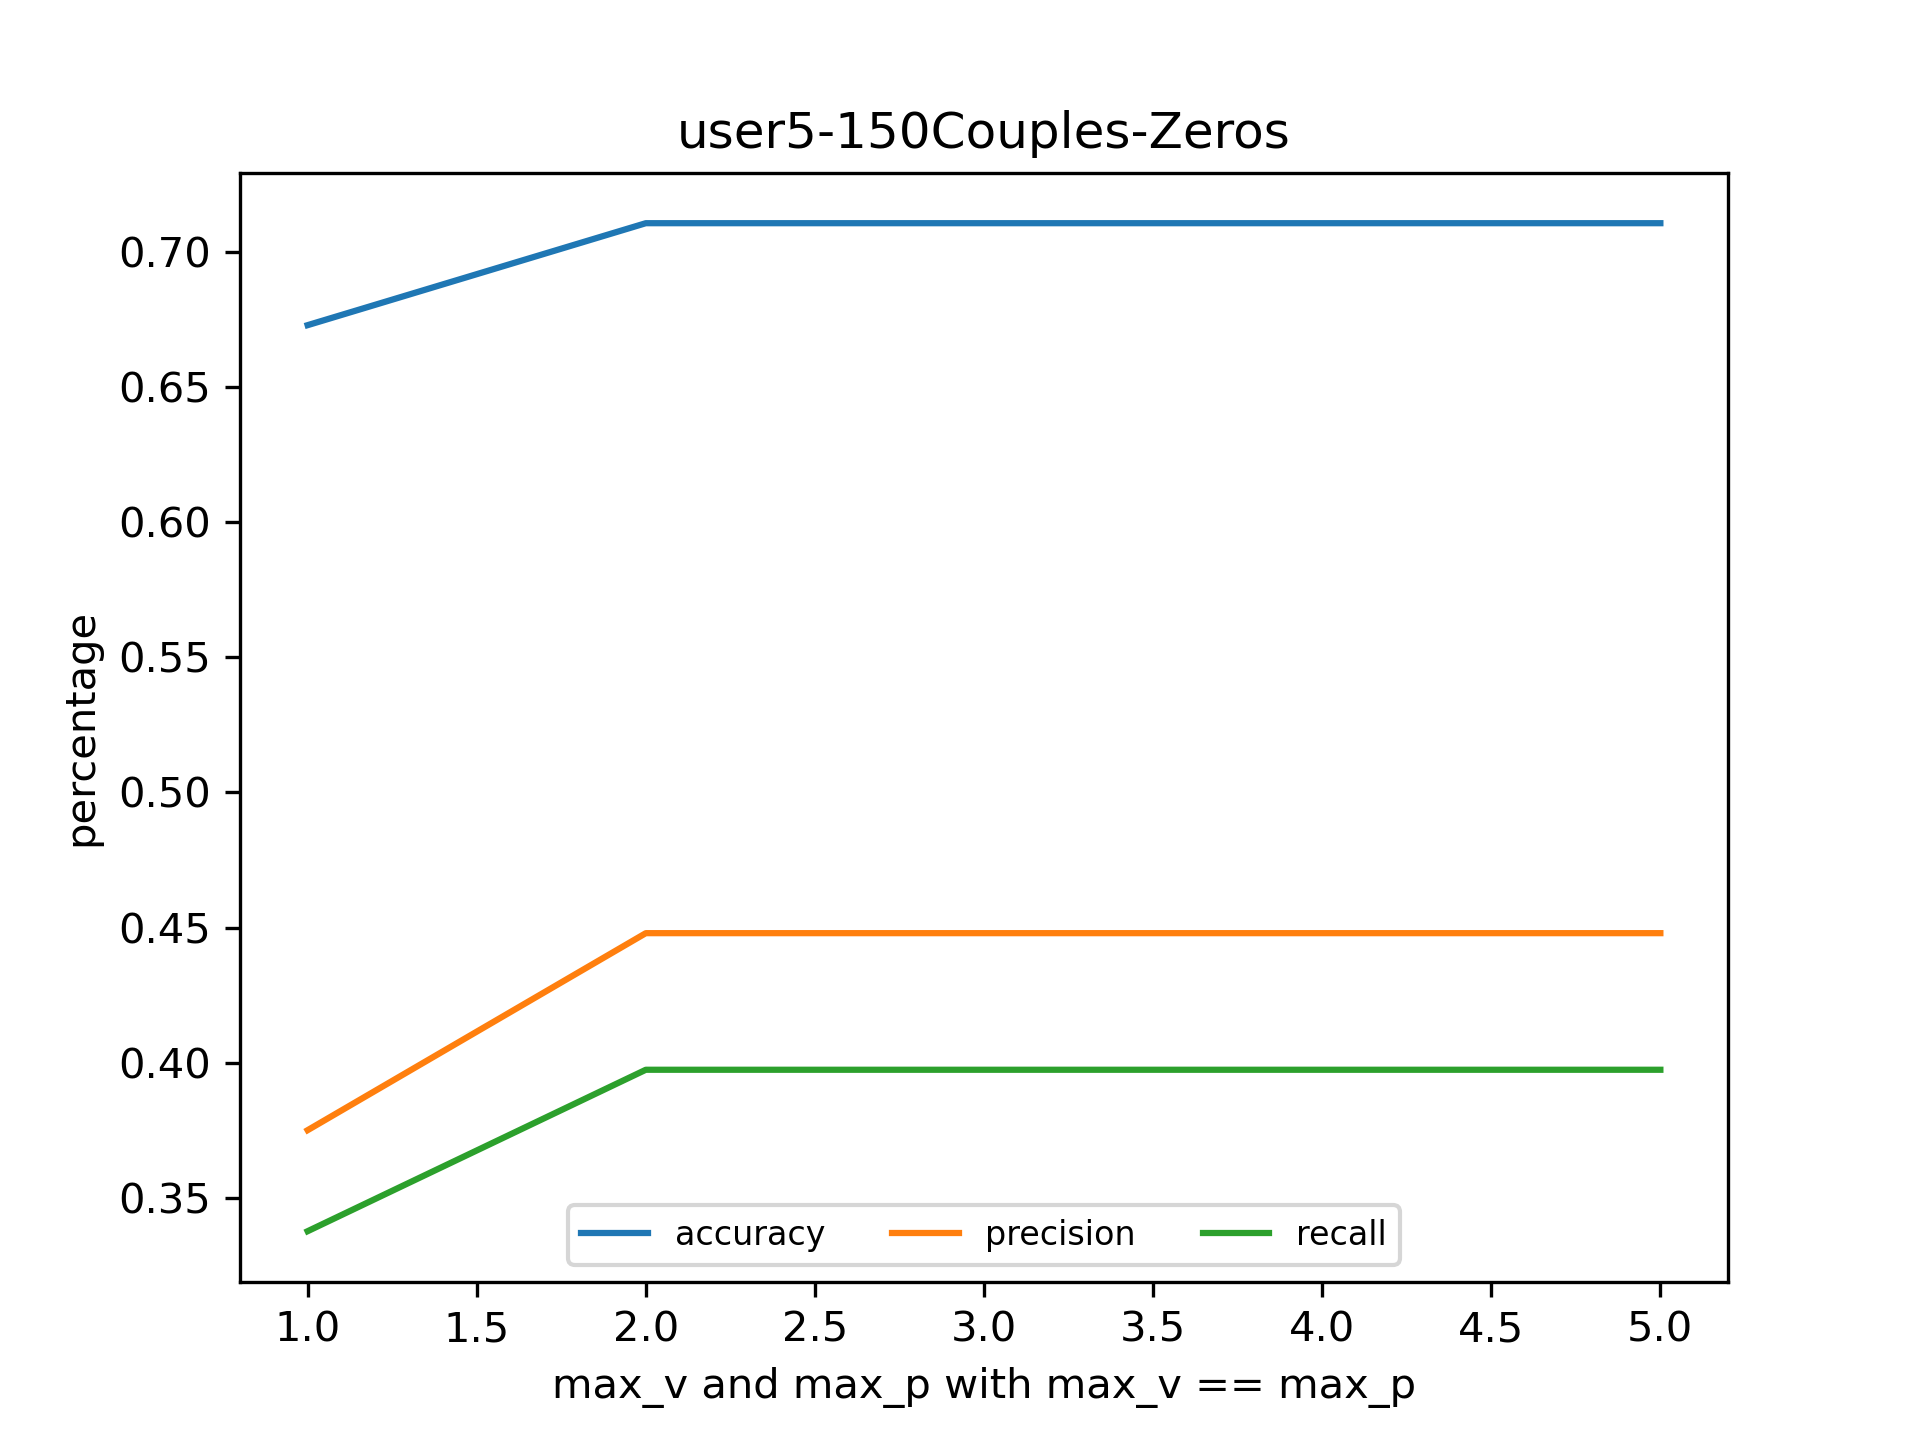 user5-150Couples-Zeros
percentage
0.70
0.65
0.60
0.55
0.50
0.45
0.40
0.35
accuracy precision recall
1.0 1.5 2.0 2.5 3.0 3.5 4.0 4.5 5.0
max_v and max_p with max_v == max_p